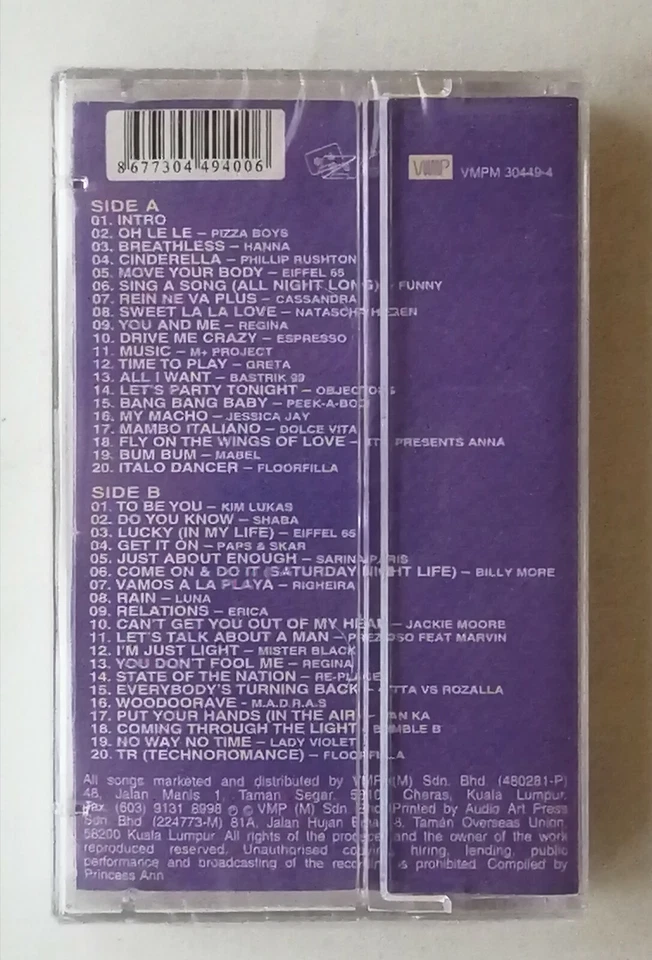 8 677304 494006
VMP VMPM 30449-4
SIDE A
01. INTRO
02. OH LE LE – PIZZA BOYS
03. BREATHLESS – HANNA
04. CINDERELLA – PHILLIP RUSHTON
05. MOVE YOUR BODY – EIFFEL 65
06. SING A SONG (ALL NIGHT LONG) – FUNNY
07. REIN NE VA PLUS – CASSANDRA
08. SWEET LA LA LOVE – NATASCHA
09. YOU AND ME – REGINA
10. DRIVE ME CRAZY – ESPRESSO
11. MUSIC – M+ PROJECT
12. TIME TO PLAY – GRETA
13. ALL I WANT – BASTRIK 99
14. LET'S PARTY TONIGHT –
15. BANG BANG BABY – PEEK-A-BOO
16. MY MACHO – JESSICA JAY
17. MAMBO ITALIANO – DOLCE VITA
18. FLY ON THE WINGS OF LOVE – PRESENTS ANNA
19. BUM BUM – MABEL
20. ITALO DANCER – FLOORFILLA
SIDE B
01. TO BE YOU – KIM LUKAS
02. DO YOU KNOW – SHABA
03. LUCKY (IN MY LIFE) – EIFFEL 65
04. GET IT ON – PAPS & SKAR
05. JUST ABOUT ENOUGH – SARINA PARIS
06. COME ON & DO IT (SATURDAY NIGHT LIFE) – BILLY MORE
07. VAMOS A LA PLAYA – RIGHEIRA
08. RAIN – LUNA
09. RELATIONS – ERICA
10. CAN'T GET YOU OUT OF MY HEAD – JACKIE MOORE
11. LET'S TALK ABOUT A MAN – PREZIOSO FEAT MARVIN
12. I'M JUST LIGHT – MISTER BLACK
13. YOU DON'T FOOL ME – REGINA
14. STATE OF THE NATION – RE-PLANET
15. EVERYBODY'S TURNING BACK – VS ROZALLA
16. WOODOORAVE - M.A.D.R.A.S
17. PUT YOUR HANDS (IN THE AIR) – KA
18. COMING THROUGH THE LIGHT – BUMBLE B
19. NO WAY NO TIME – LADY VIOLET
20. TR (TECHNOROMANCE) – FLOORFILLA
All songs marketed and distributed by VMP (M) Sdn. Bhd (480281-P)
48, Jalan Manis 1, Taman Segar, Cheras, Kuala Lumpur.
Fax. (603) 9131 8998 ℗ © VMP (M) Sdn Bhd Printed by Audio Art Press
Sdn Bhd (224773-M) 81A, Jalan Hujan 8, Taman Overseas Union,
58200 Kuala Lumpur. All rights of the producer and the owner of the work
reproduced reserved. Unauthorised copying, hiring, lending, public
performance and broadcasting of the recording is prohibited. Compiled by
Princess Ann